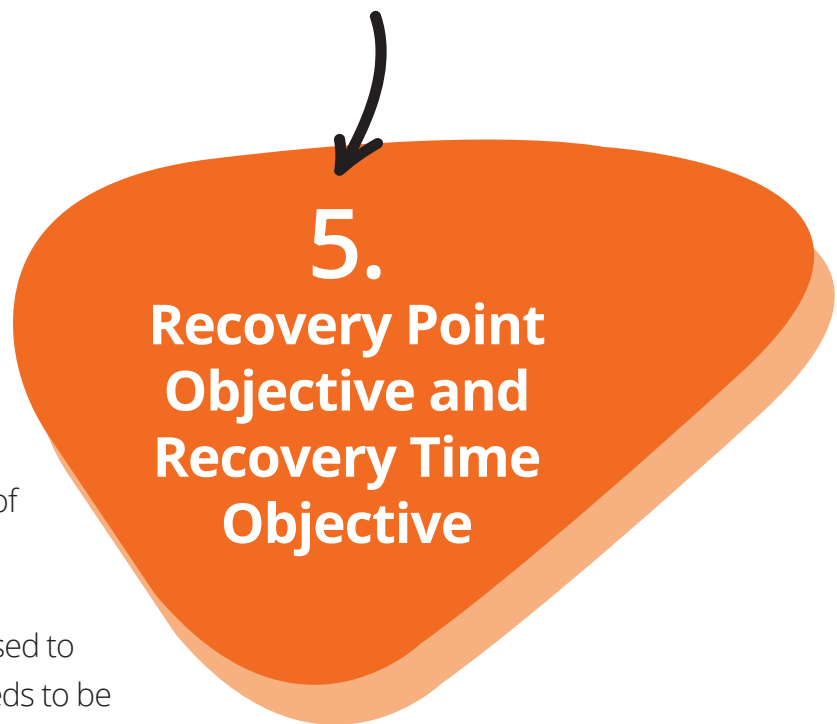 5.
Recovery Point
Objective and
Recovery Time
Objective
of
sed to
eds to be